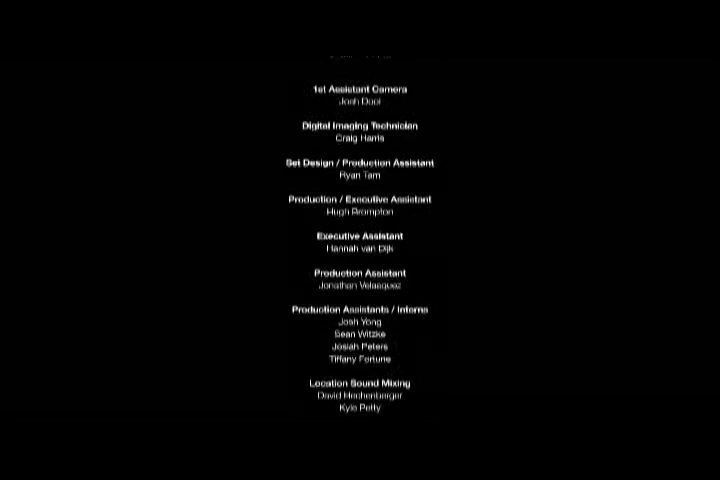 1st Assistant Camera
Josh
Digital Imaging Technician
Craig Harris
Set Design / Production Assistant
Ryan Tam
Production / Executive Assistant
Hugh Brompton
Executive Assistant
Hannah van Dijk
Production Assistant
Jonathan Velasquez
Production Assistants / Interns
Josh Yong
Sean Witzke
Josiah Peters
Tiffany Fortune
Location Sound Mixing
David
Kyle Petty